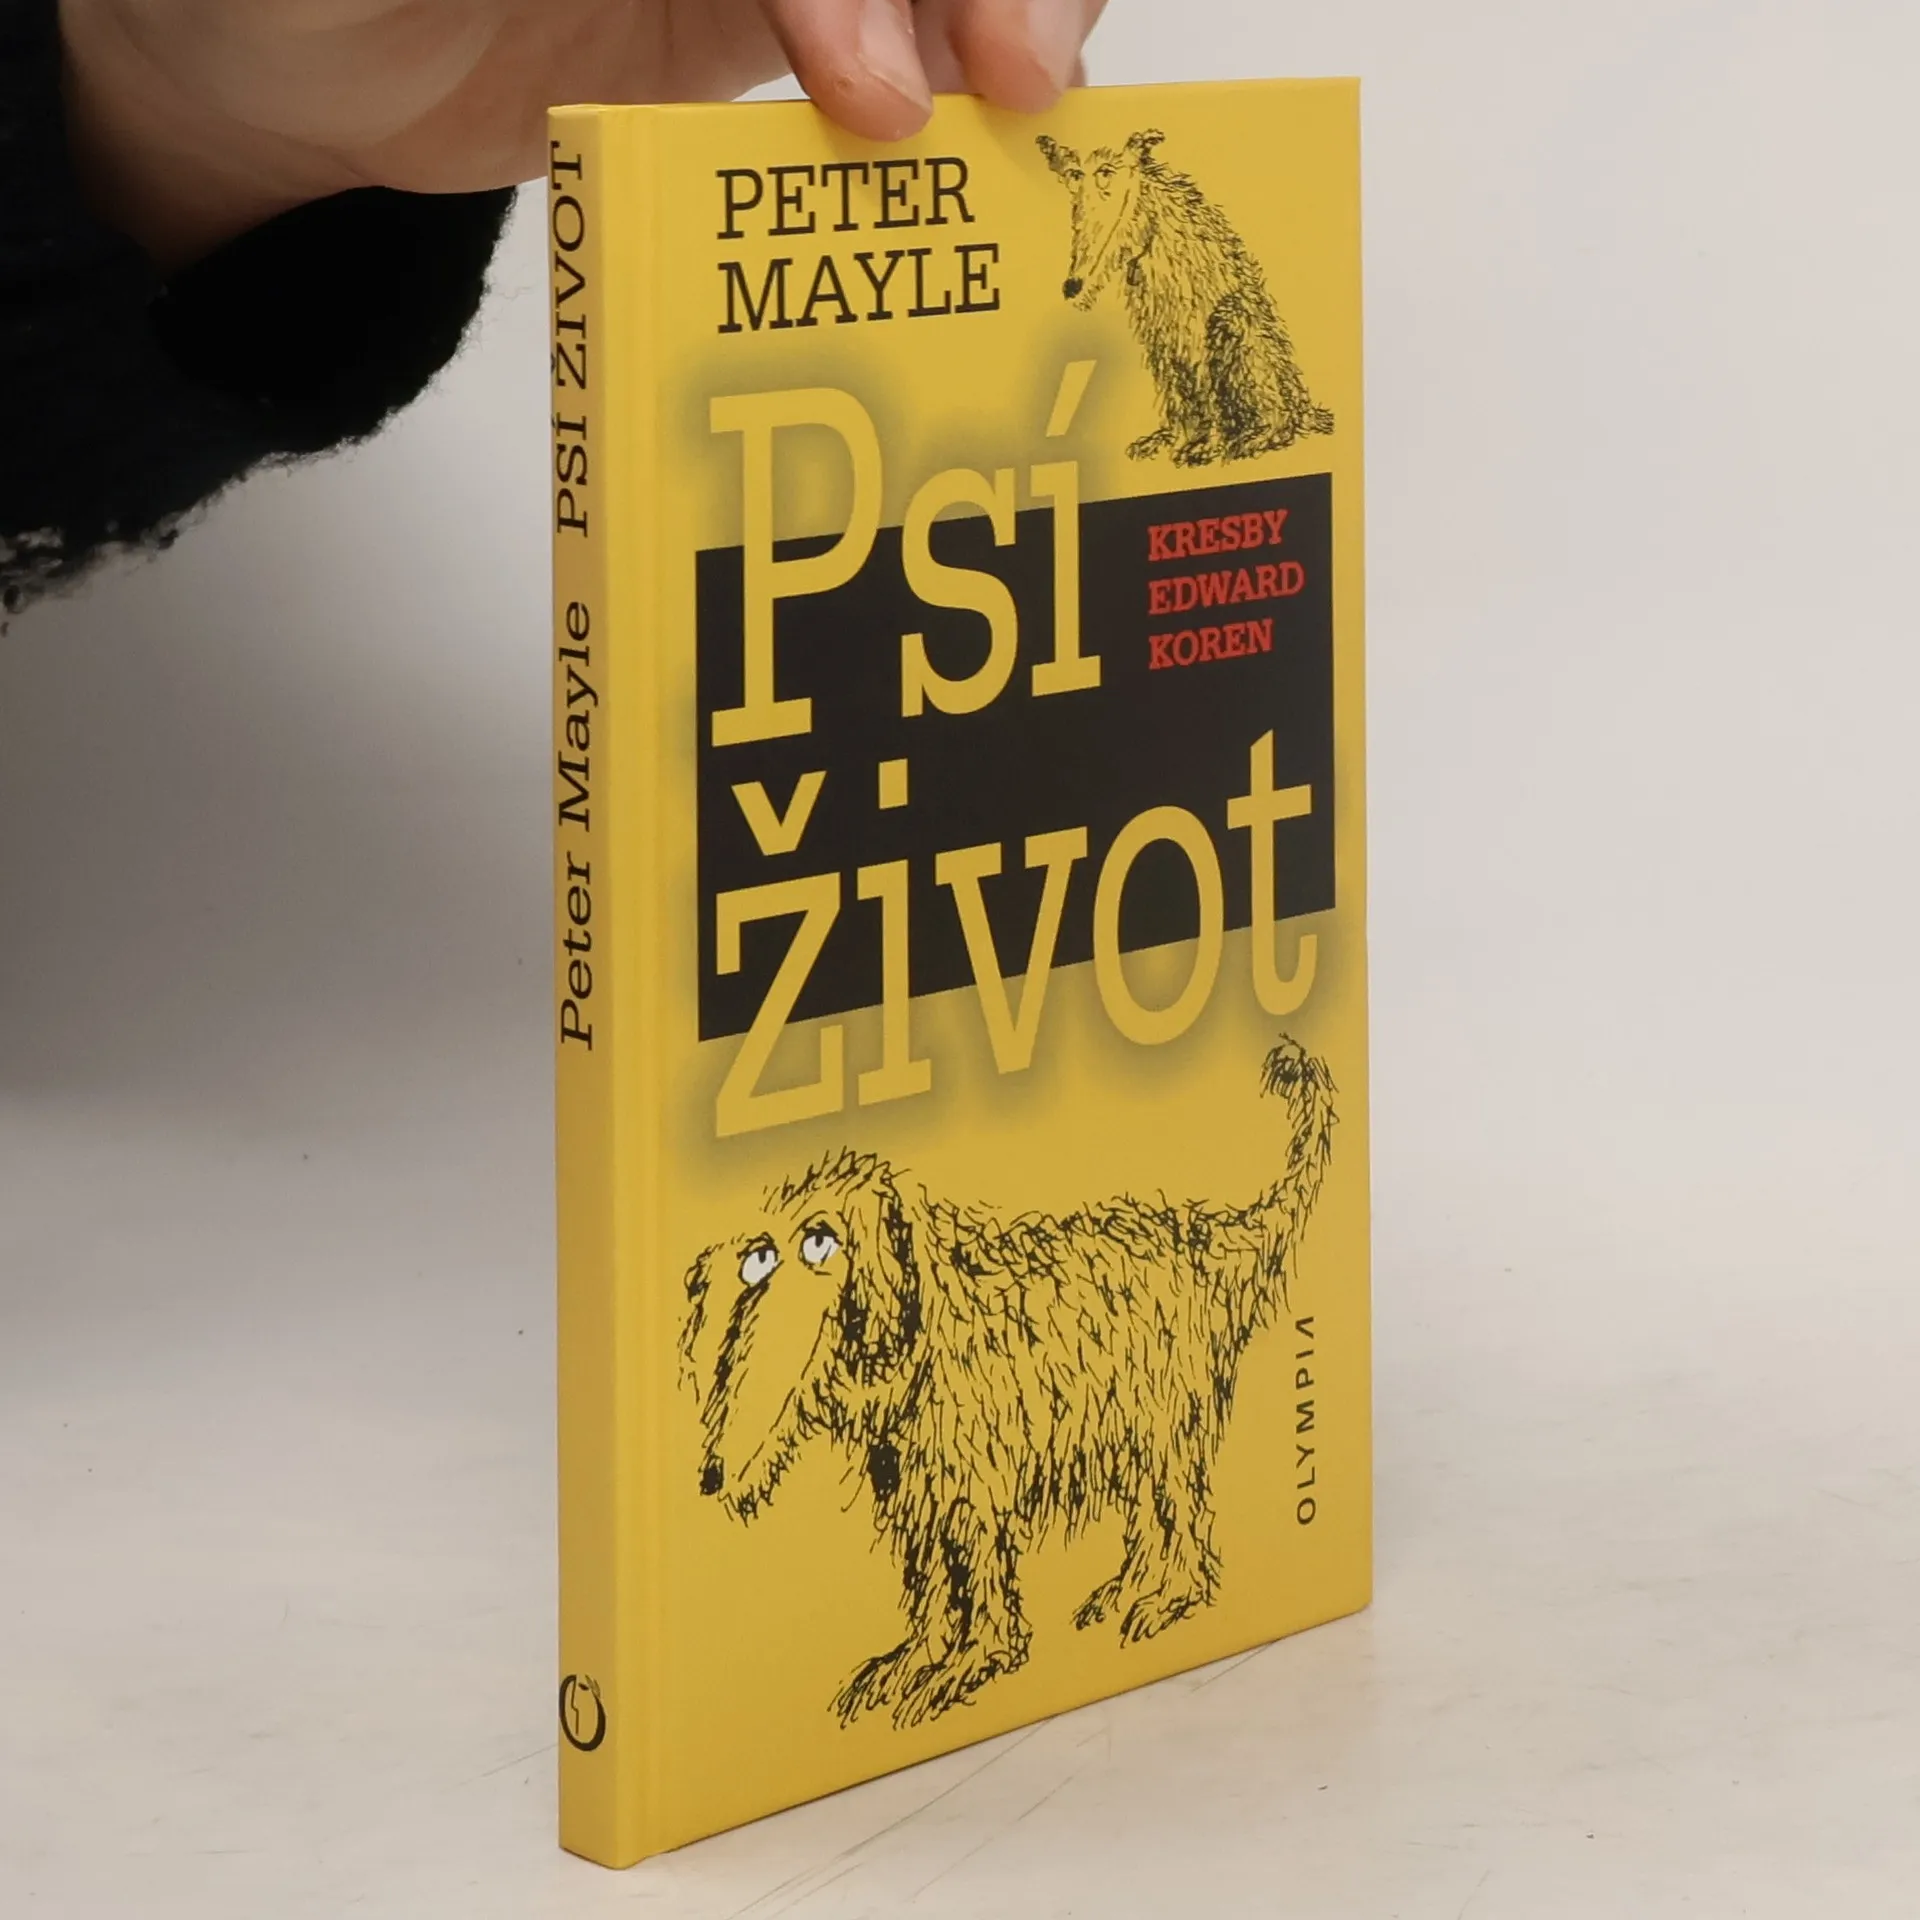 Peter Mayle PSÍ ŽIVOT
PETER
MAYLE
Psí
KRESBY
EDWARD
KOREN
život
OLYMPIA